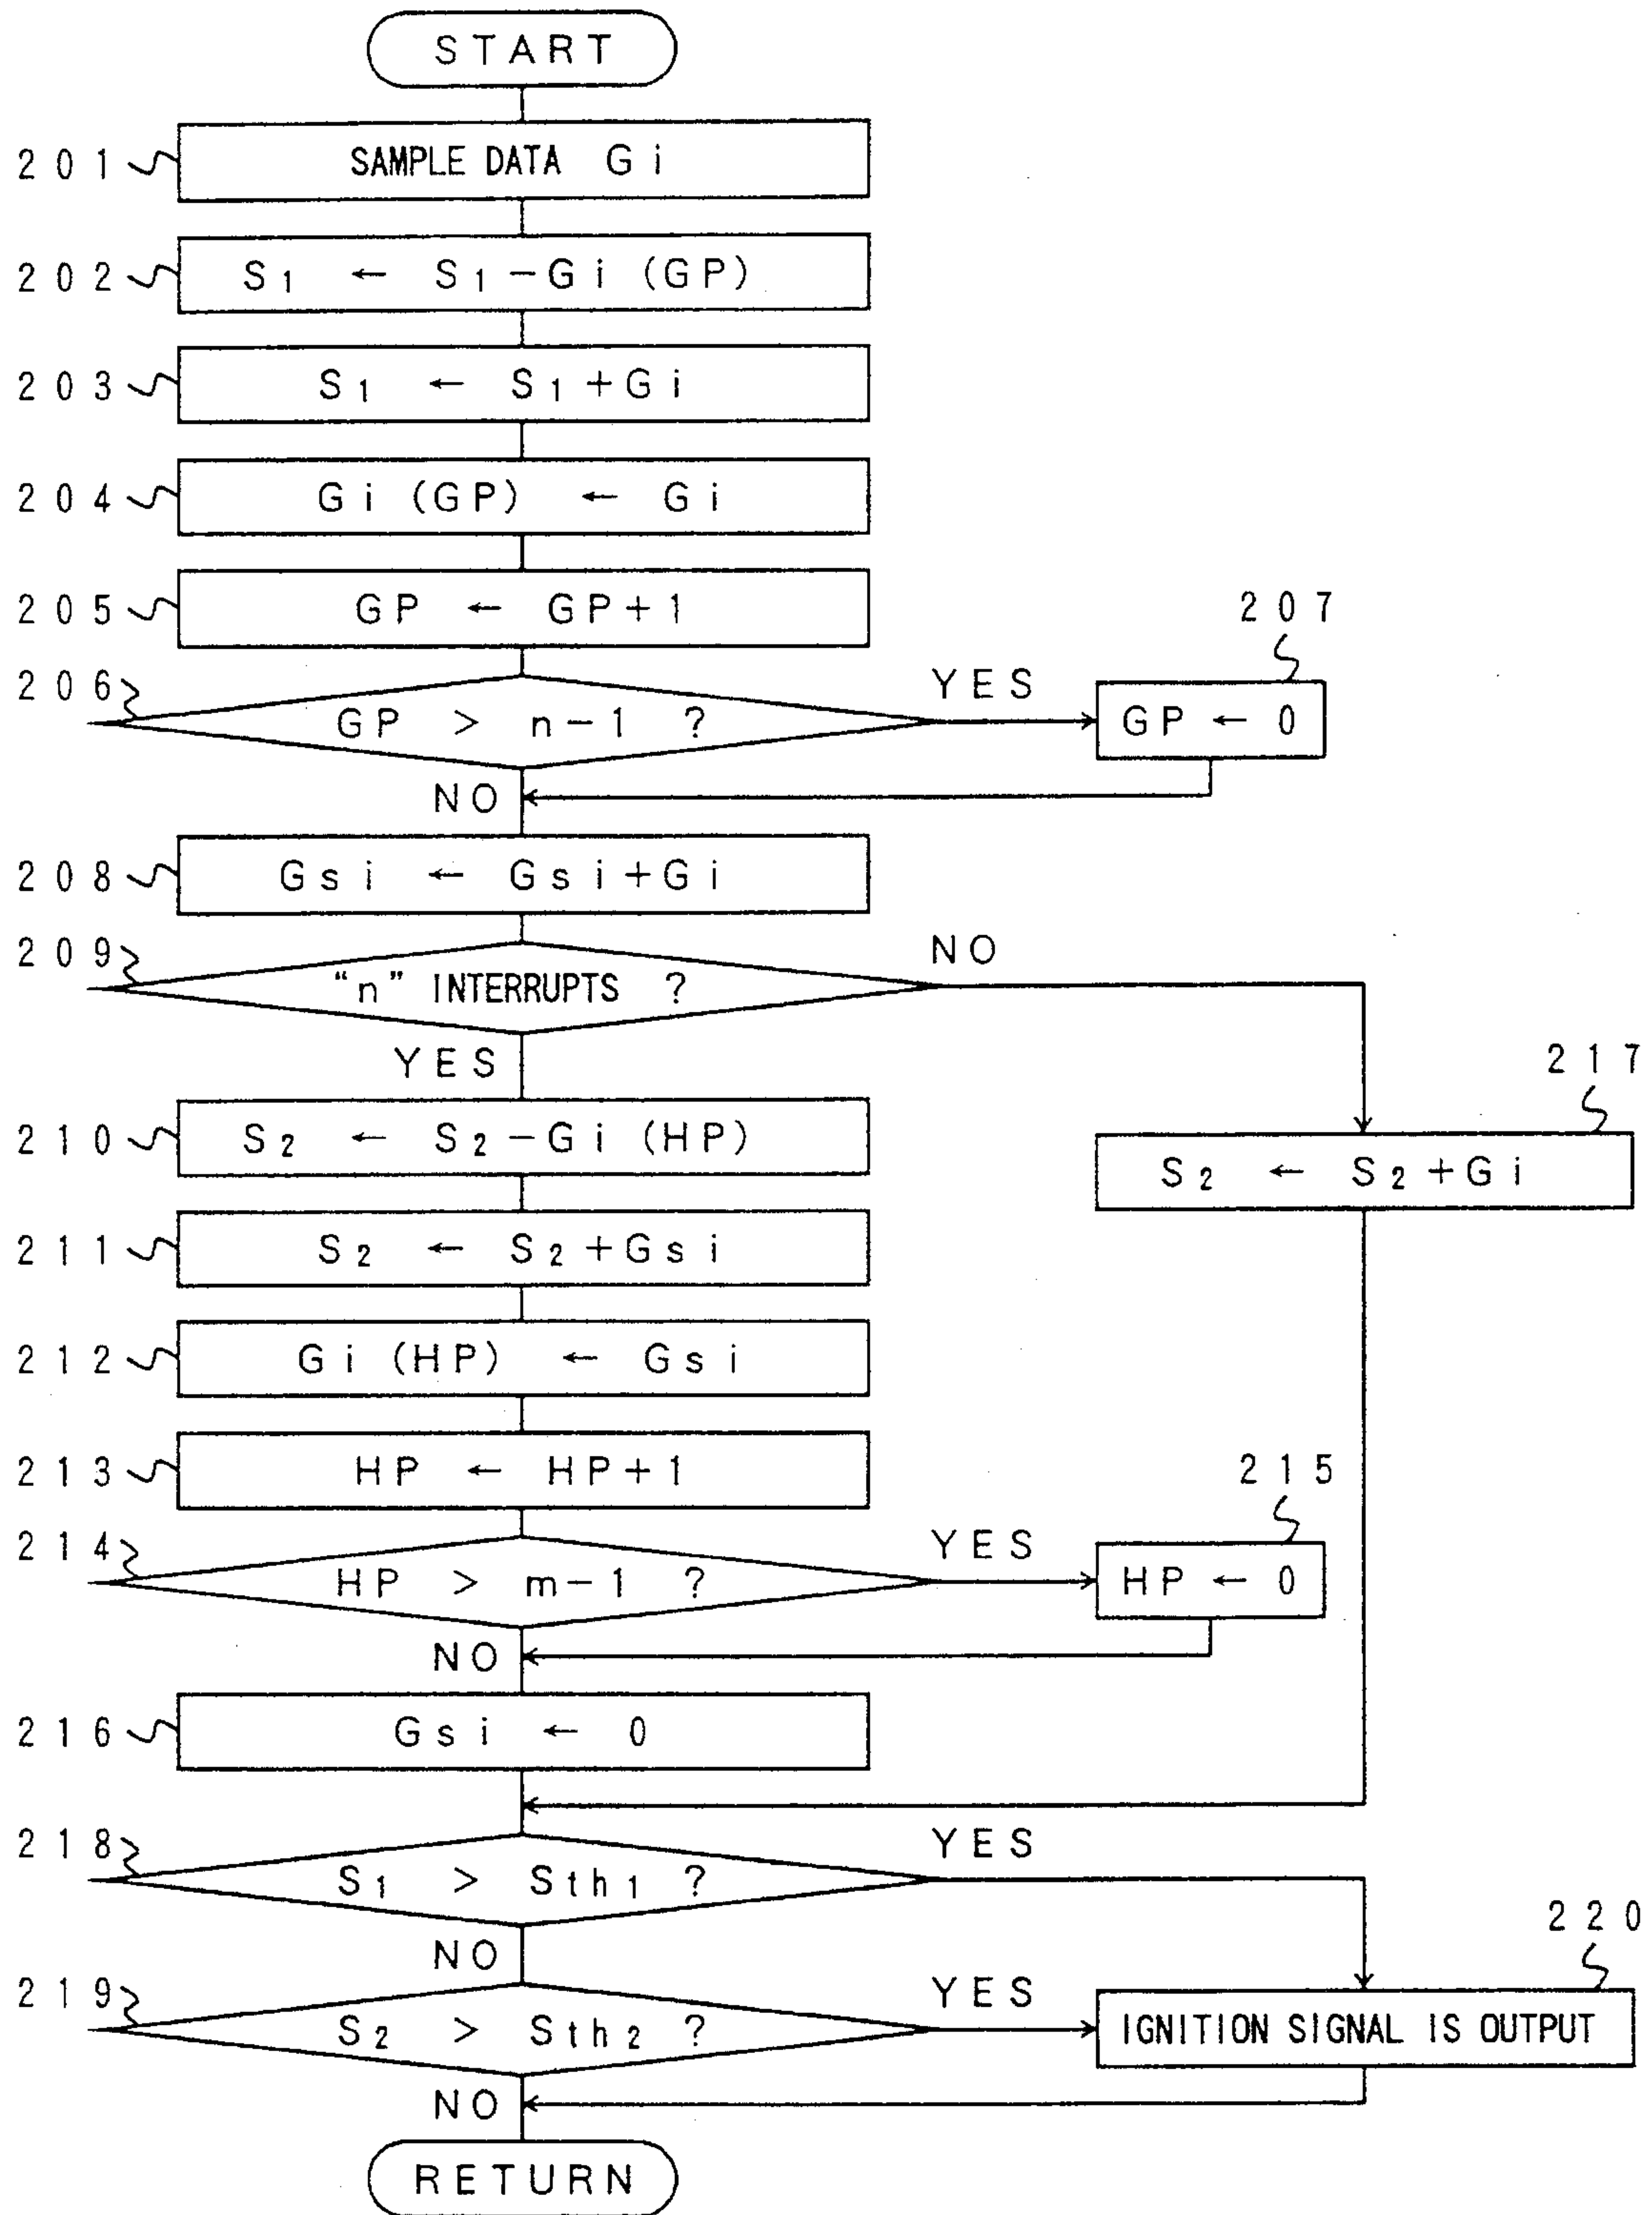 START
201 SAMPLE DATA Gi
202 S₁ ← S₁-Gi (GP)
203 S₁ ← S₁+Gi
204 Gi (GP) ← Gi
205 GP ← GP+1
207
206 GP > n-1 ? YES
GP ← 0
NO
208 Gsi ← Gsi+Gi
209 "n" INTERRUPTS ? NO
YES
217
210 S₂ ← S₂-Gi (HP)
S₂ ← S₂+Gi
211 S₂ ← S₂+Gsi
212 Gi (HP) ← Gsi
213 HP ← HP+1
215
214 HP > m-1 ? YES
HP ← 0
NO
216 Gsi ← 0
218 S₁ > Sth₁ ? YES
NO
220
219 S₂ > Sth₂ ? YES
IGNITION SIGNAL IS OUTPUT
NO
RETURN